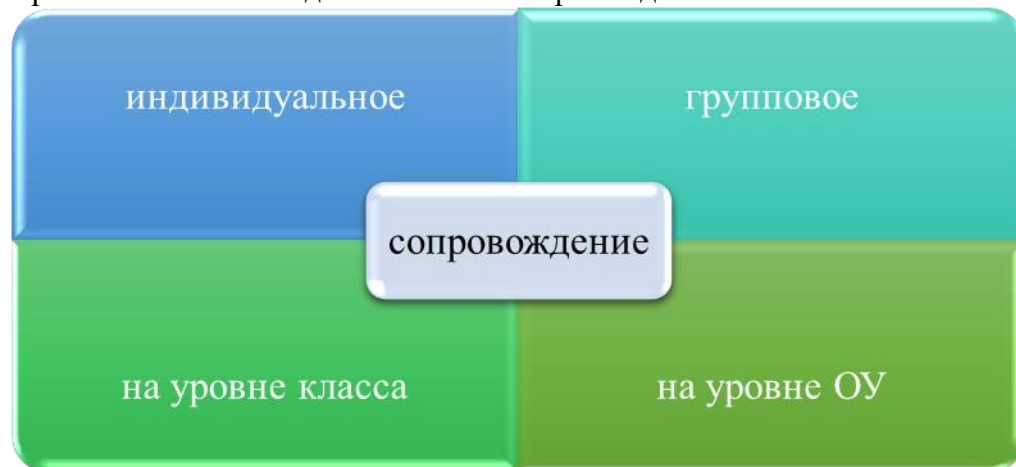 индивидуальное
групповое
сопровождение
на уровне класса
на уровне ОУ